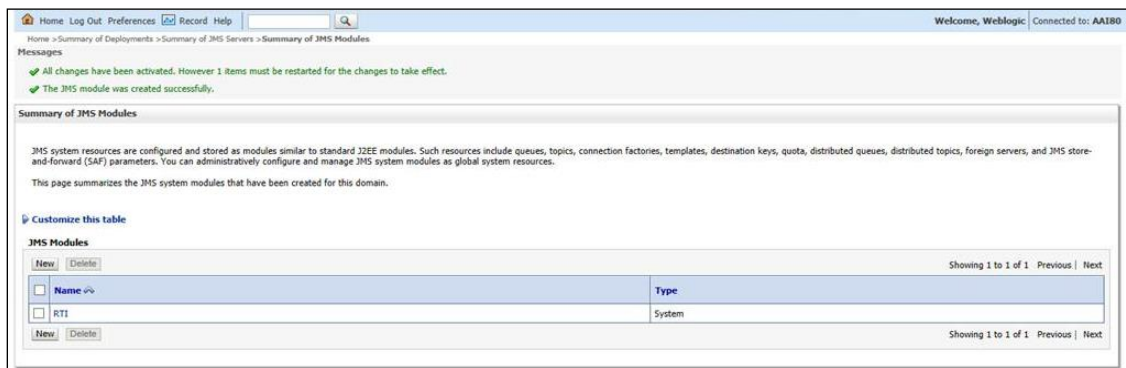 Home Log Out Preferences Record Help Welcome, Weblogic Connected to: AAI80
Home >Summary of Deployments >Summary of JMS Servers >Summary of JMS Modules
Messages
All changes have been activated. However 1 items must be restarted for the changes to take effect.
The JMS module was created successfully.
Summary of JMS Modules
JMS system resources are configured and stored as modules similar to standard J2EE modules. Such resources include queues, topics, connection factories, templates, destination keys, quota, distributed queues, distributed topics, foreign servers, and JMS store-
and-forward (SAF) parameters. You can administratively configure and manage JMS system modules as global system resources.
This page summarizes the JMS system modules that have been created for this domain.
Customize this table
JMS Modules
New Delete Showing 1 to 1 of 1 Previous | Next
Name Type
RTI System
New Delete Showing 1 to 1 of 1 Previous | Next